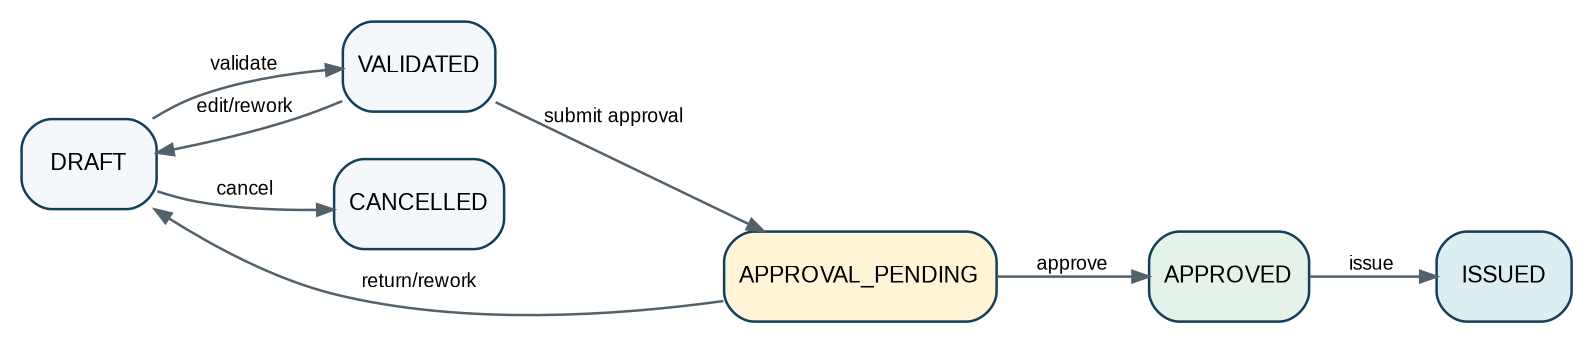 validate
VALIDATED
edit/rework
submit approval
DRAFT
cancel
CANCELLED
return/rework
APPROVAL_PENDING
approve
APPROVED
issue
ISSUED